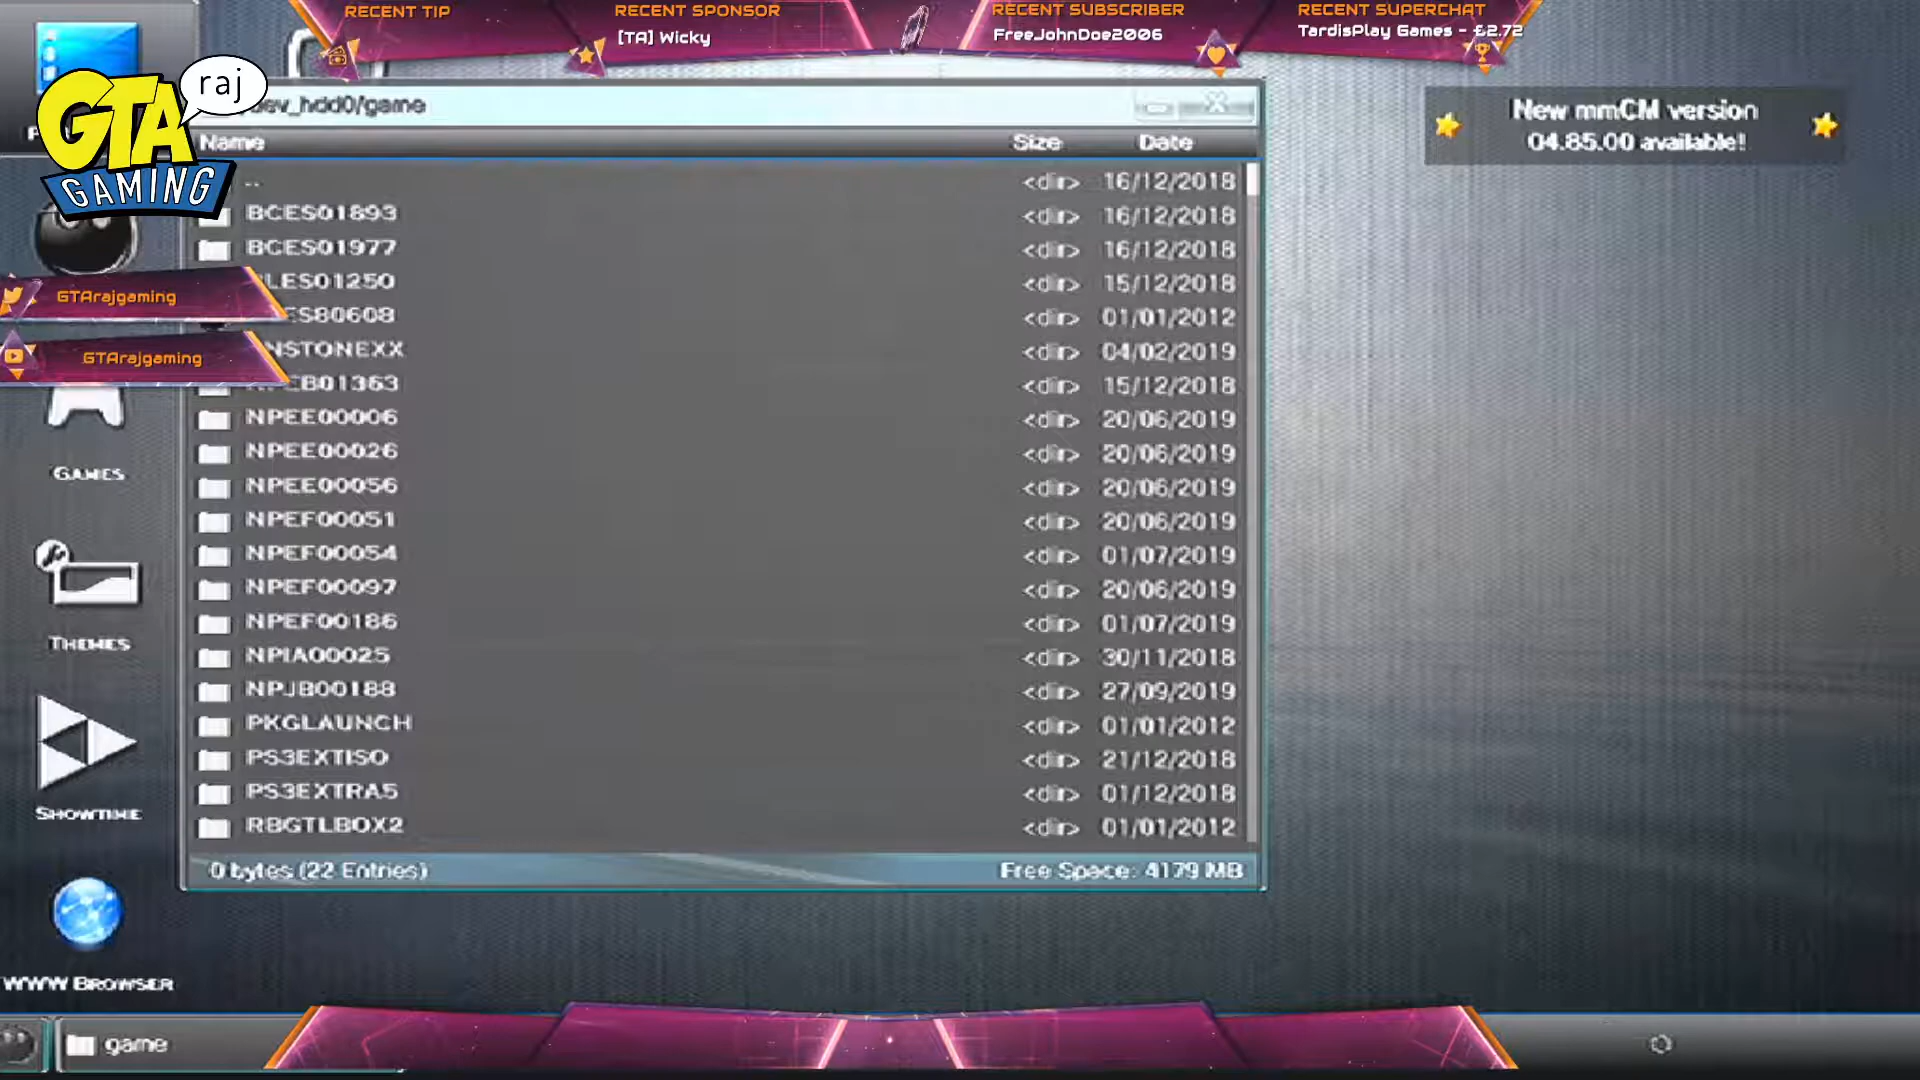 RECENT TIP
RECENT SPONSOR
[TA] Wicky
RECENT SUBSCRIBER
FreeJohnDoe2006
RECENT SUPERCHAT
TardisPlay Games - £2.72
GTA raj
GAMING
dev_hdd0/game
New mmCM version
04.85.00 available!
Name Size Date
.. <dir> 16/12/2018
BCES01893 <dir> 16/12/2018
BCES01977 <dir> 16/12/2018
LES01250 <dir> 15/12/2018
ES80608 <dir> 01/01/2012
NSTONEXX <dir> 04/02/2019
EB01363 <dir> 15/12/2018
NPEE00006 <dir> 20/06/2019
NPEE00026 <dir> 20/06/2019
NPEE00056 <dir> 20/06/2019
NPEF00051 <dir> 20/06/2019
NPEF00054 <dir> 01/07/2019
NPEF00097 <dir> 20/06/2019
NPEF00186 <dir> 01/07/2019
NPIA00025 <dir> 30/11/2018
NPJB00188 <dir> 27/09/2019
PKGLAUNCH <dir> 01/01/2012
PS3EXTISO <dir> 21/12/2018
PS3EXTRA5 <dir> 01/12/2018
RBGTLBOX2 <dir> 01/01/2012
0 bytes (22 Entries) Free Space: 4179 MB
GTArajgaming
GTArajgaming
GAMES
THEMES
SHOWTIME
WWW BROWSER
game